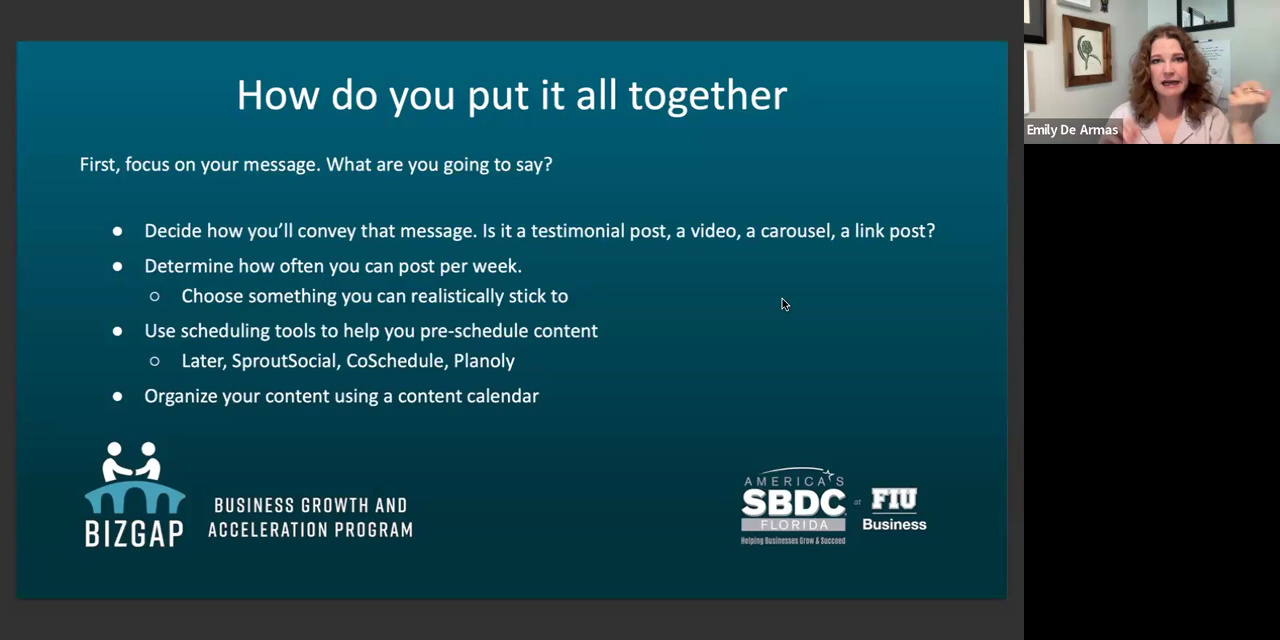 How do you put it all together
First, focus on your message. What are you going to say?
● Decide how you’ll convey that message. Is it a testimonial post, a video, a carousel, a link post?
● Determine how often you can post per week.
○ Choose something you can realistically stick to
● Use scheduling tools to help you pre-schedule content
○ Later, SproutSocial, CoSchedule, Planoly
● Organize your content using a content calendar
BIZGAP
BUSINESS GROWTH AND
ACCELERATION PROGRAM
AMERICA'S
SBDC
FLORIDA
Helping Businesses Grow & Succeed
at
FIU
Business
Emily De Armas